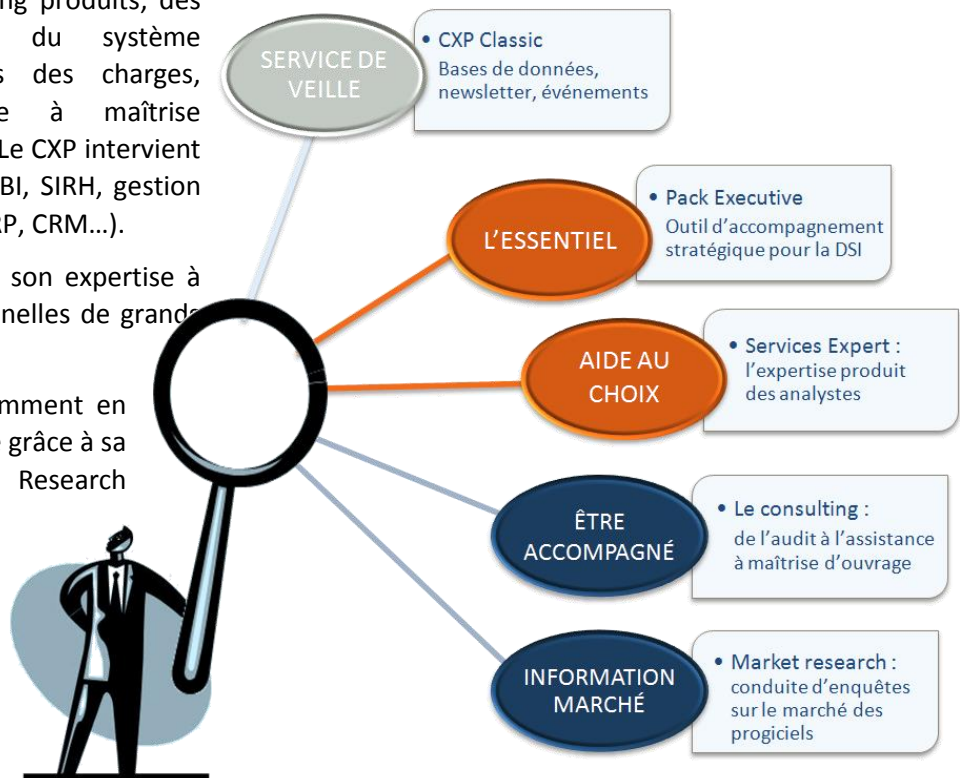 ng produits, des
du système
s des charges,
e à maîtrise
Le CXP intervient
BI, SIRH, gestion
RP, CRM…).
son expertise à
nnelles de grands
mment en
grâce à sa
Research
SERVICE DE
VEILLE
• CXP Classic
Bases de données,
newsletter, événements
L’ESSENTIEL
• Pack Executive
Outil d’accompagnement
stratégique pour la DSI
AIDE AU
CHOIX
• Services Expert :
l’expertise produit
des analystes
ÊTRE
ACCOMPAGNÉ
• Le consulting :
de l’audit à l’assistance
à maîtrise d’ouvrage
INFORMATION
MARCHÉ
• Market research :
conduite d’enquêtes
sur le marché des
progiciels